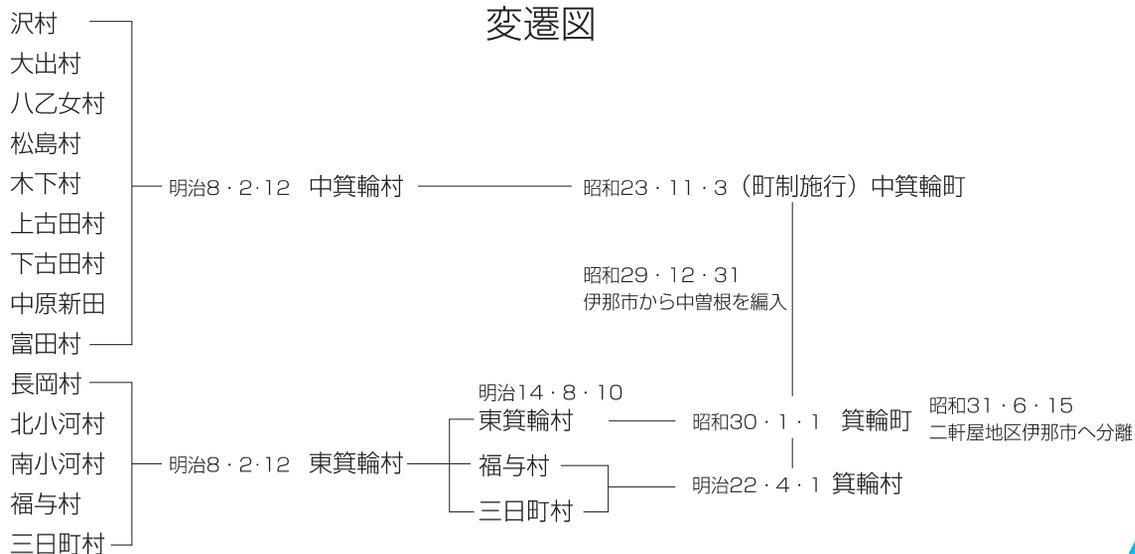 変遷図
沢村
大出村
八乙女村
松島村
木下村
上古田村
下古田村
中原新田
富田村
明治8・2・12 中箕輪村
昭和23・11・3（町制施行）中箕輪町
昭和29・12・31
伊那市から中曽根を編入
長岡村
北小河村
南小河村
福与村
三日町村
明治8・2・12 東箕輪村
明治14・8・10
東箕輪村
福与村
三日町村
昭和30・1・1 箕輪町
昭和31・6・15
二軒屋地区伊那市へ分離
明治22・4・1 箕輪村